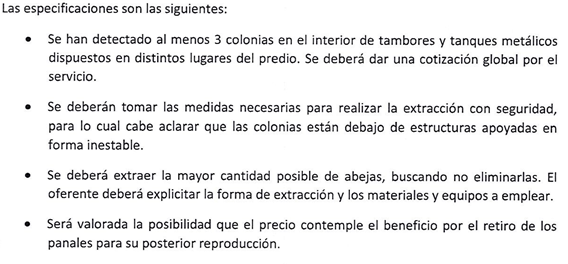 Las especificaciones son las siguientes:
• Se han detectado al menos 3 colonias en el interior de tambores y tanques metálicos
dispuestos en distintos lugares del predio. Se deberá dar una cotización global por el
servicio.
• Se deberán tomar las medidas necesarias para realizar la extracción con seguridad,
para lo cual cabe aclarar que las colonias están debajo de estructuras apoyadas en
forma inestable.
• Se deberá extraer la mayor cantidad posible de abejas, buscando no eliminarlas. El
oferente deberá explicitar la forma de extracción y los materiales y equipos a emplear.
• Será valorada la posibilidad que el precio contemple el beneficio por el retiro de los
panales para su posterior reproducción.